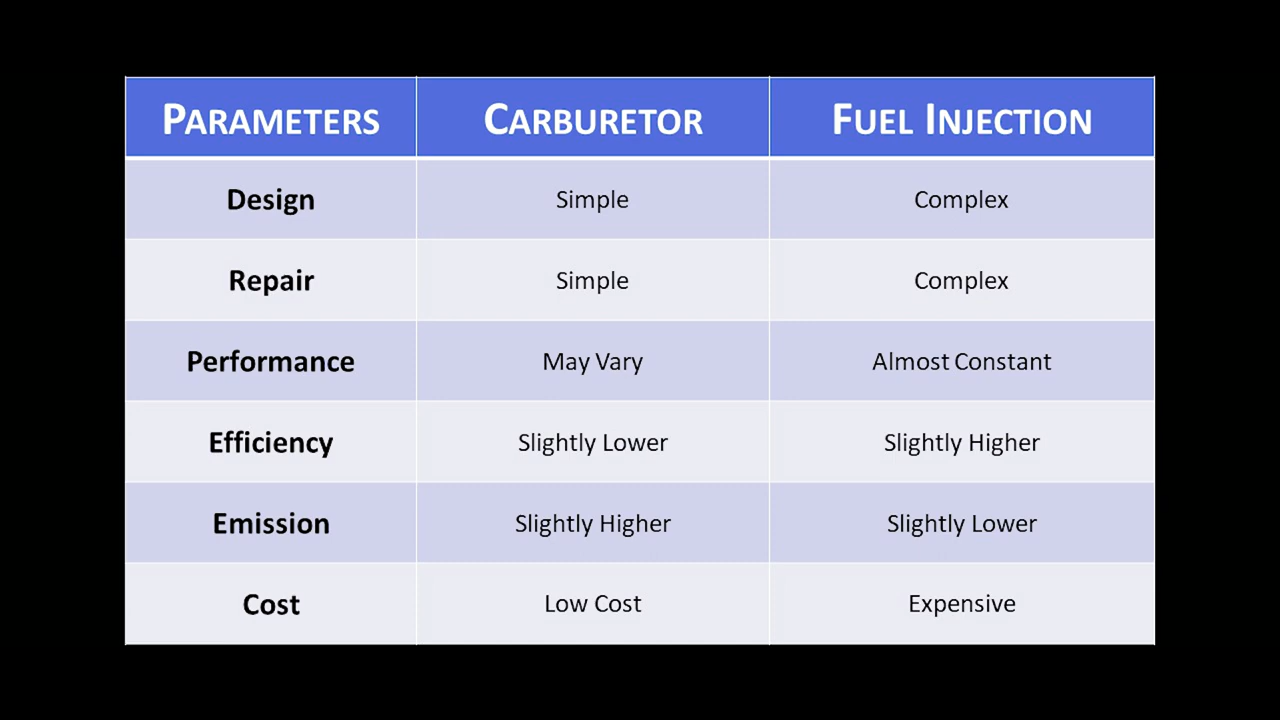 PARAMETERS CARBURETOR FUEL INJECTION
Design Simple Complex
Repair Simple Complex
Performance May Vary Almost Constant
Efficiency Slightly Lower Slightly Higher
Emission Slightly Higher Slightly Lower
Cost Low Cost Expensive